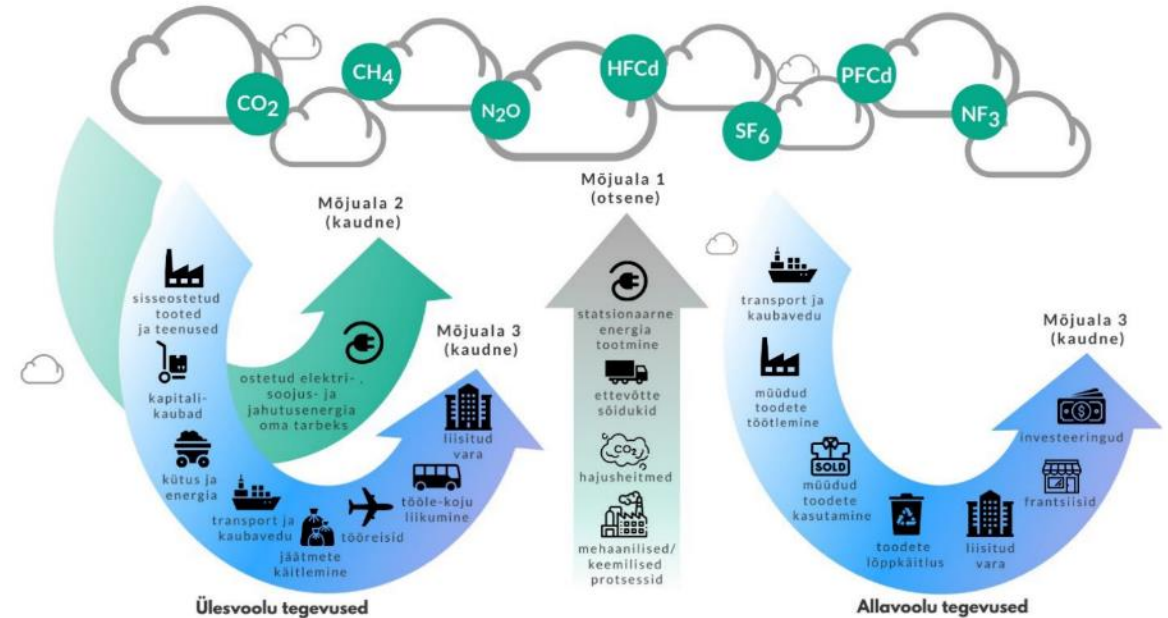 CO₂
CH₄
N₂O
HFCd
SF₆
PFCd
NF₃
Mõjuala 2
(kaudne)
Mõjuala 1
(otsene)
sisseostetud
tooted
ja teenused
kapitali-
kaubad
kütus ja
energia
transport ja
kaubavedu
jäätmete
käitlemine
tööreisid
tööle-koju
liikumine
liisitud
vara
ostetud elektri- ,
soojus- ja
jahutusenergia
oma tarbeks
Mõjuala 3
(kaudne)
Ülesvoolu tegevused
statsionaarne
energia
tootmine
ettevõtte
sõidukid
CO₂
hajusheitmed
mehaanilised/
keemilised
protsessid
transport ja
kaubavedu
müüdud
toodete
töötlemine
SOLD
müüdud
toodete
kasutamine
toodete
lõppkäitlus
liisitud
vara
frantsiisid
investeeringud
Mõjuala 3
(kaudne)
Allavoolu tegevused